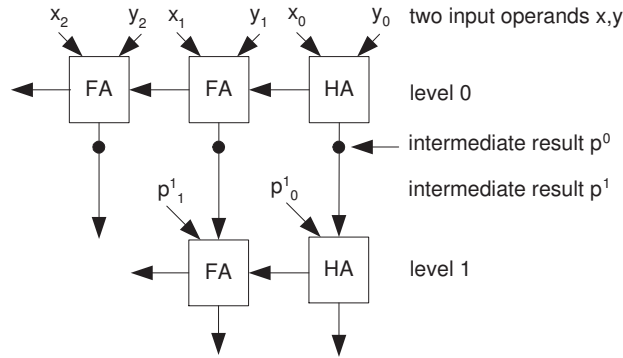 x₂ y₂ x₁ y₁ x₀ y₀ two input operands x,y
FA FA HA level 0
intermediate result p⁰
p¹₁ p¹₀ intermediate result p¹
FA HA level 1